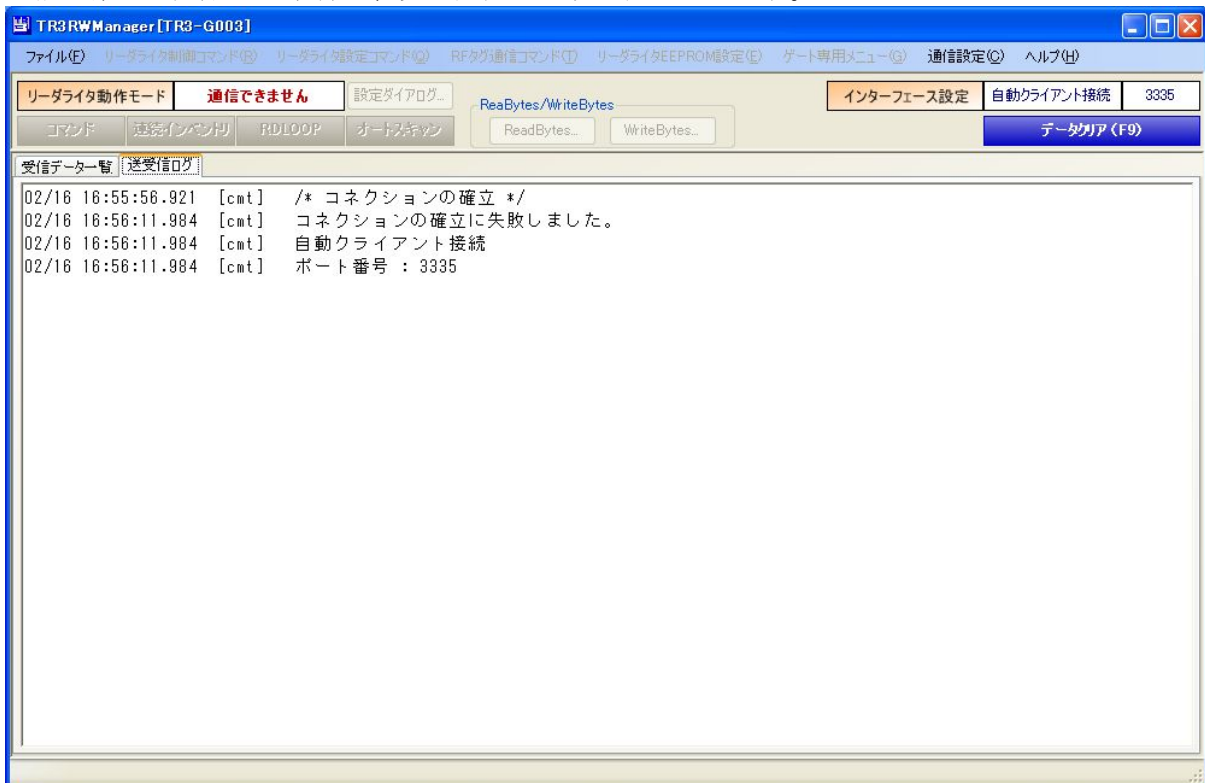 TR3RWManager[TR3-G003]
ファイル(F) リーダライタ制御コマンド(R) リーダライタ設定コマンド(Q) RFタグ通信コマンド(T) リーダライタEEPROM設定(E) ゲート専用メニュー(G) 通信設定(C) ヘルプ(H)
リーダライタ動作モード 通信できません 設定ダイアログ... ReaBytes/WriteBytes インターフェース設定 自動クライアント接続 3335
コマンド 連続インベントリ RDLOOP オートスキャン ReadBytes... WriteBytes... データクリア(F9)
受信データ一覧 送受信ログ
02/16 16:55:56.921 [cmt] /* コネクションの確立 */
02/16 16:56:11.984 [cmt] コネクションの確立に失敗しました。
02/16 16:56:11.984 [cmt] 自動クライアント接続
02/16 16:56:11.984 [cmt] ポート番号 : 3335